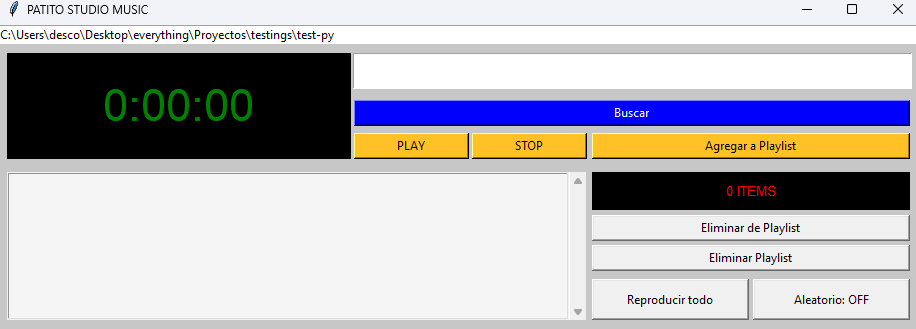 PATITO STUDIO MUSIC
C:\Users\desco\Desktop\everything\Proyectos\testings\test-py
0:00:00
Buscar
PLAY
STOP
Agregar a Playlist
0 ITEMS
Eliminar de Playlist
Eliminar Playlist
Reproducir todo
Aleatorio: OFF